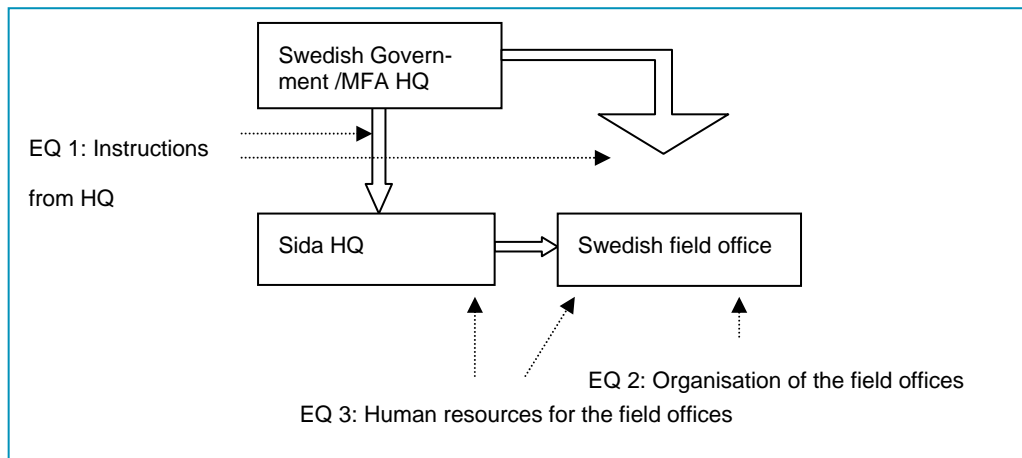 Swedish Govern-
ment /MFA HQ
EQ 1: Instructions
from HQ
Sida HQ
Swedish field office
EQ 2: Organisation of the field offices
EQ 3: Human resources for the field offices